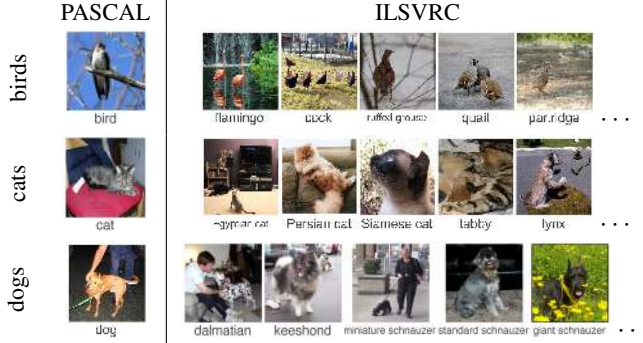 PASCAL ILSVRC
birds
bird flamingo cock ruffed grouse quail partridge . . .
cats
cat Egyptian cat Persian cat Siamese cat tabby lynx . . .
dogs
dog dalmatian keeshond miniature schnauzer standard schnauzer giant schnauzer . .